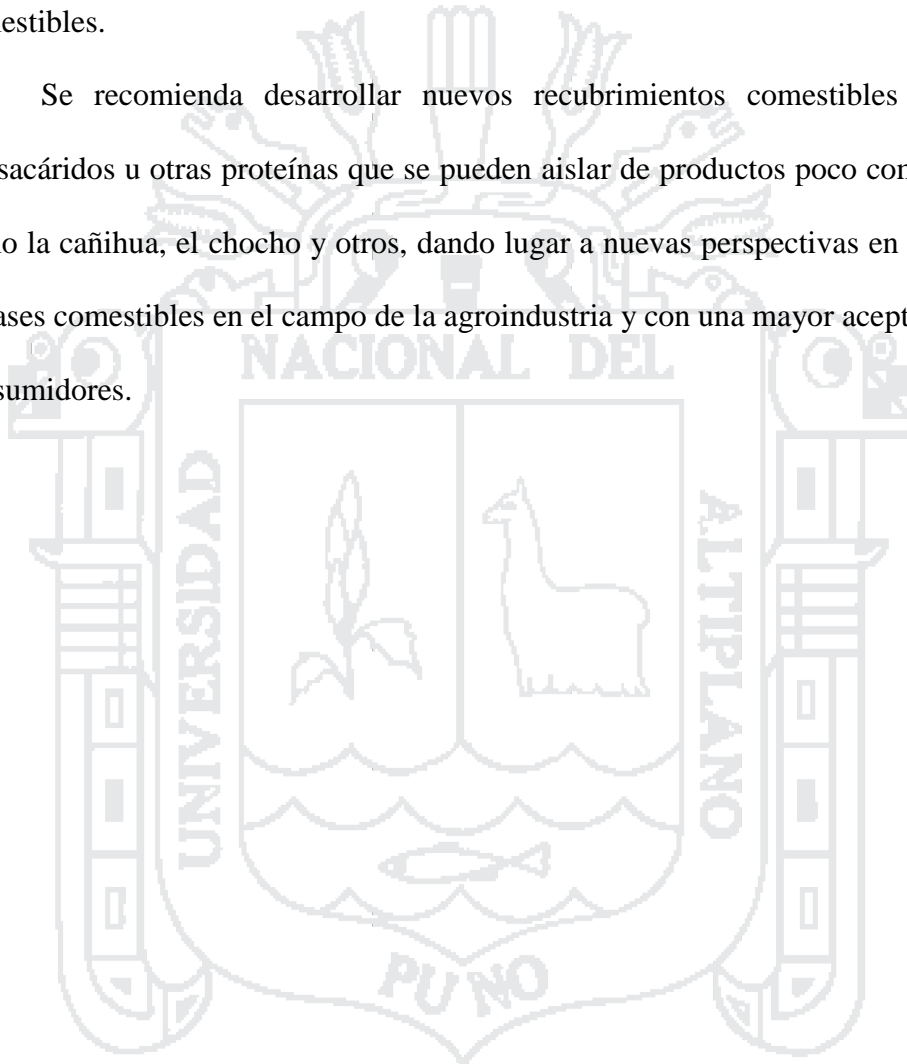 nestibles.
Se recomienda desarrollar nuevos recubrimientos comestibles
sacáridos u otras proteínas que se pueden aislar de productos poco con
o la cañihua, el chocho y otros, dando lugar a nuevas perspectivas en
ases comestibles en el campo de la agroindustria y con una mayor acept
sumidores.
NACIONAL DEL
UNIVERSIDAD
ALTIPLANO
PUNO